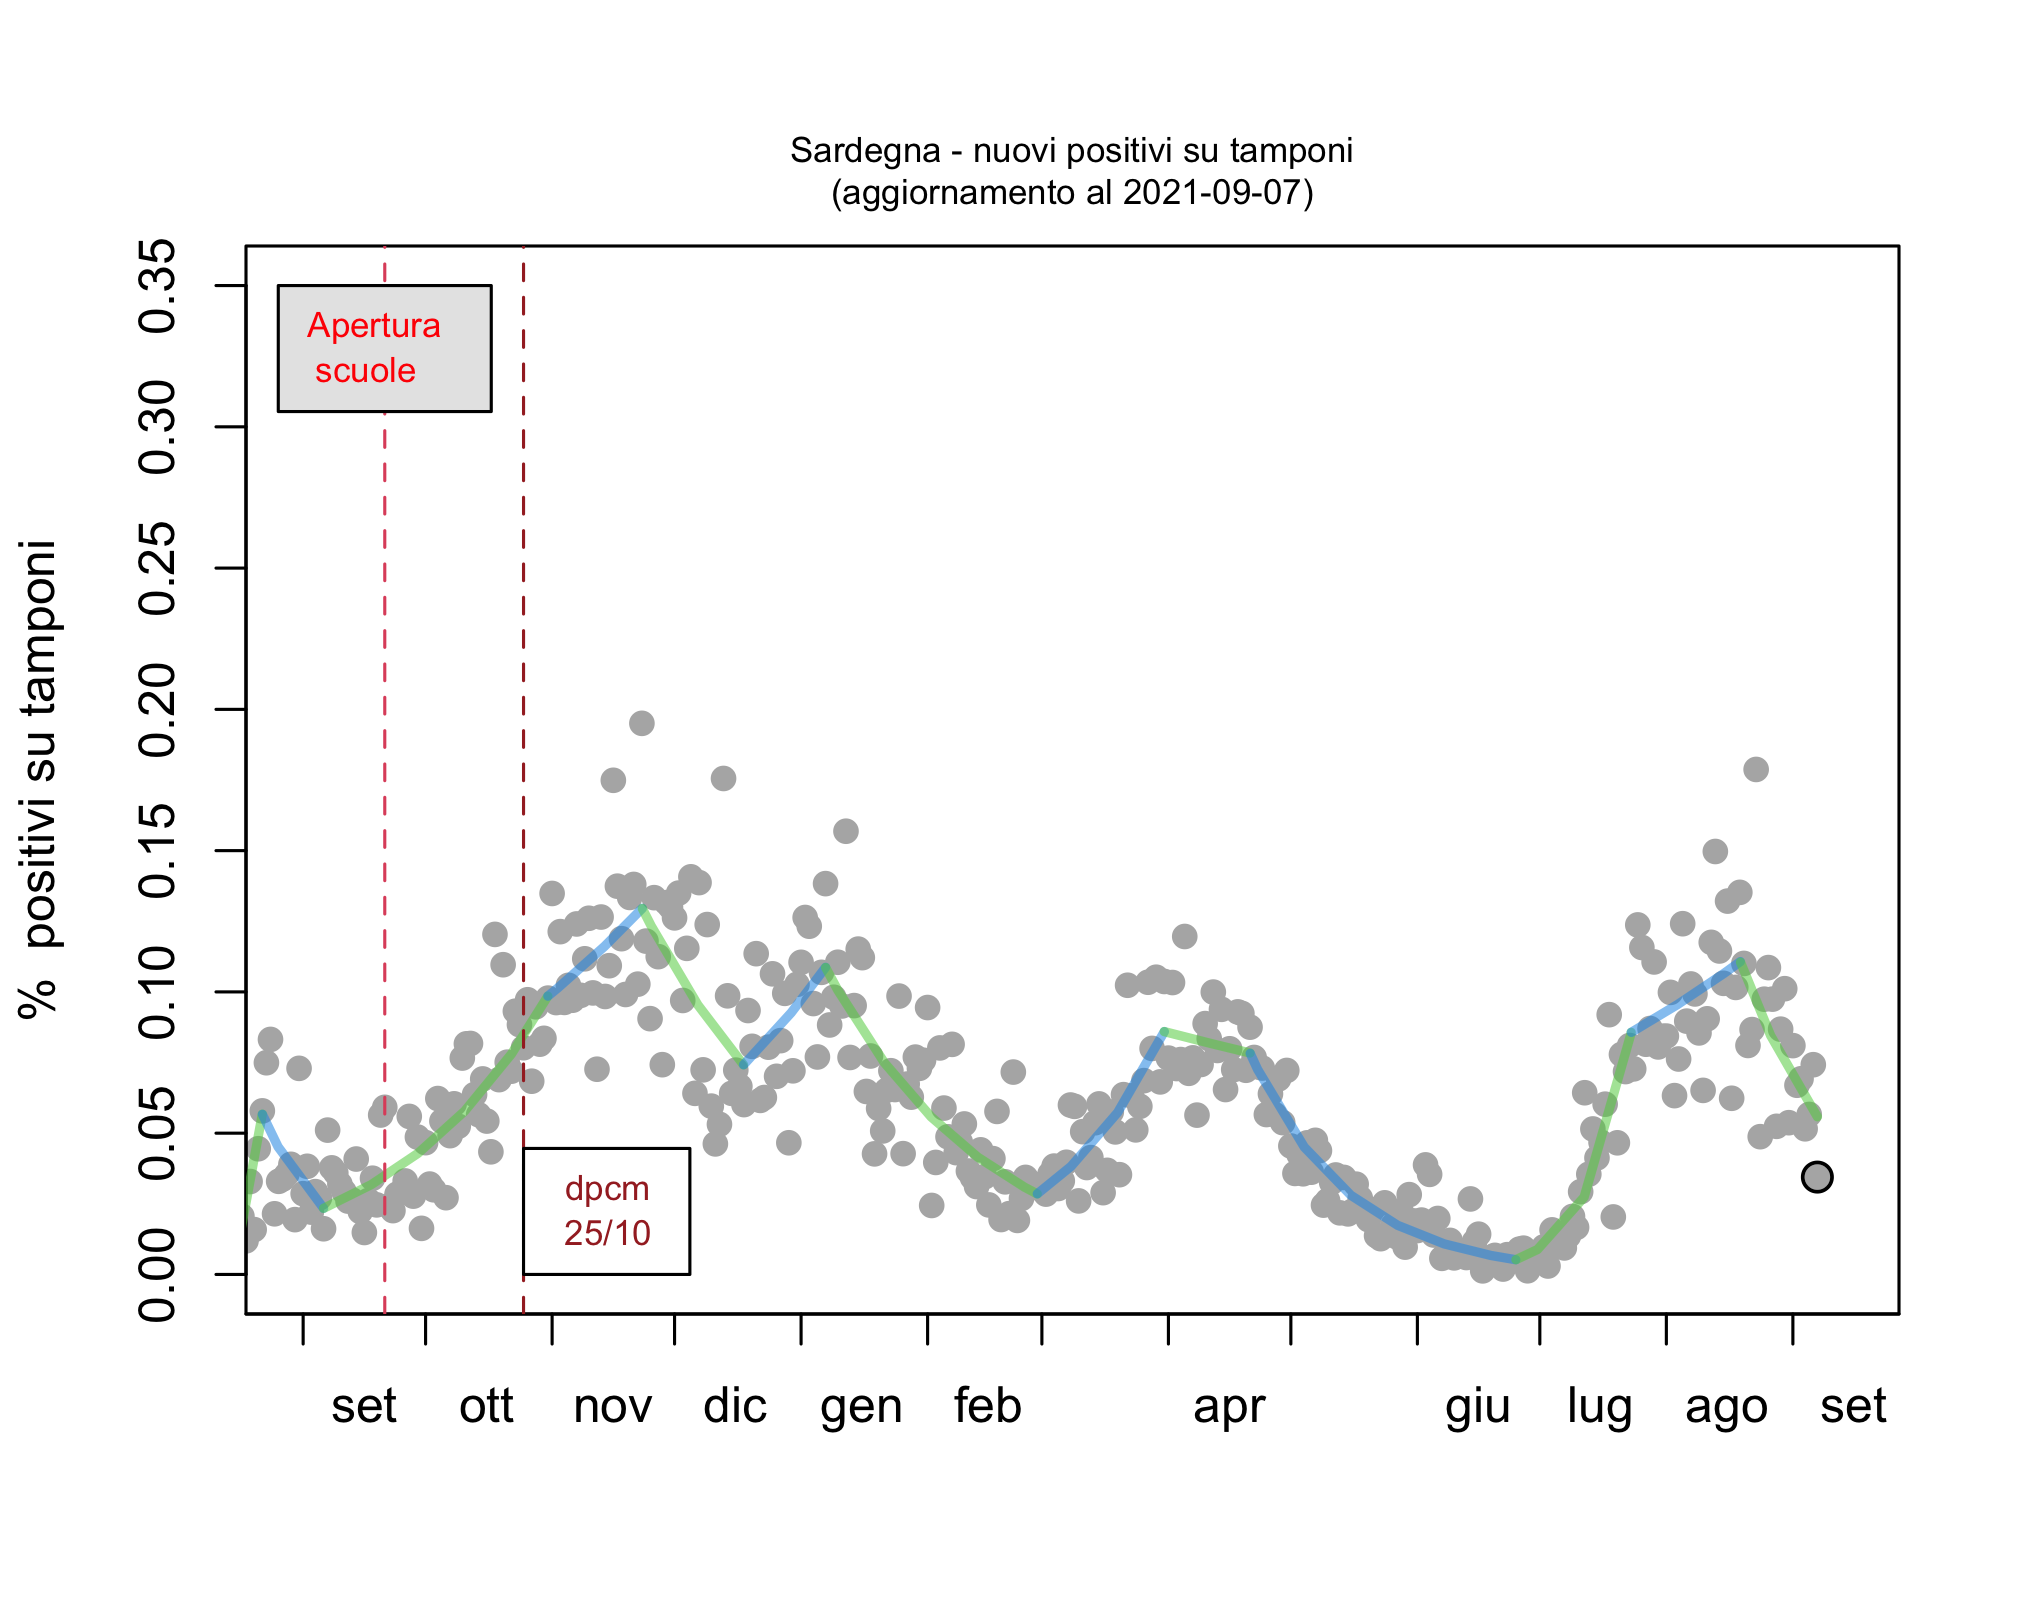 Sardegna - nuovi positivi su tamponi
(aggiornamento al 2021-09-07)
% positivi su tamponi
0.35
0.30
0.25
0.20
0.15
0.10
0.05
0.00
Apertura
scuole
dpcm
25/10
set ott nov dic gen feb apr giu lug ago set